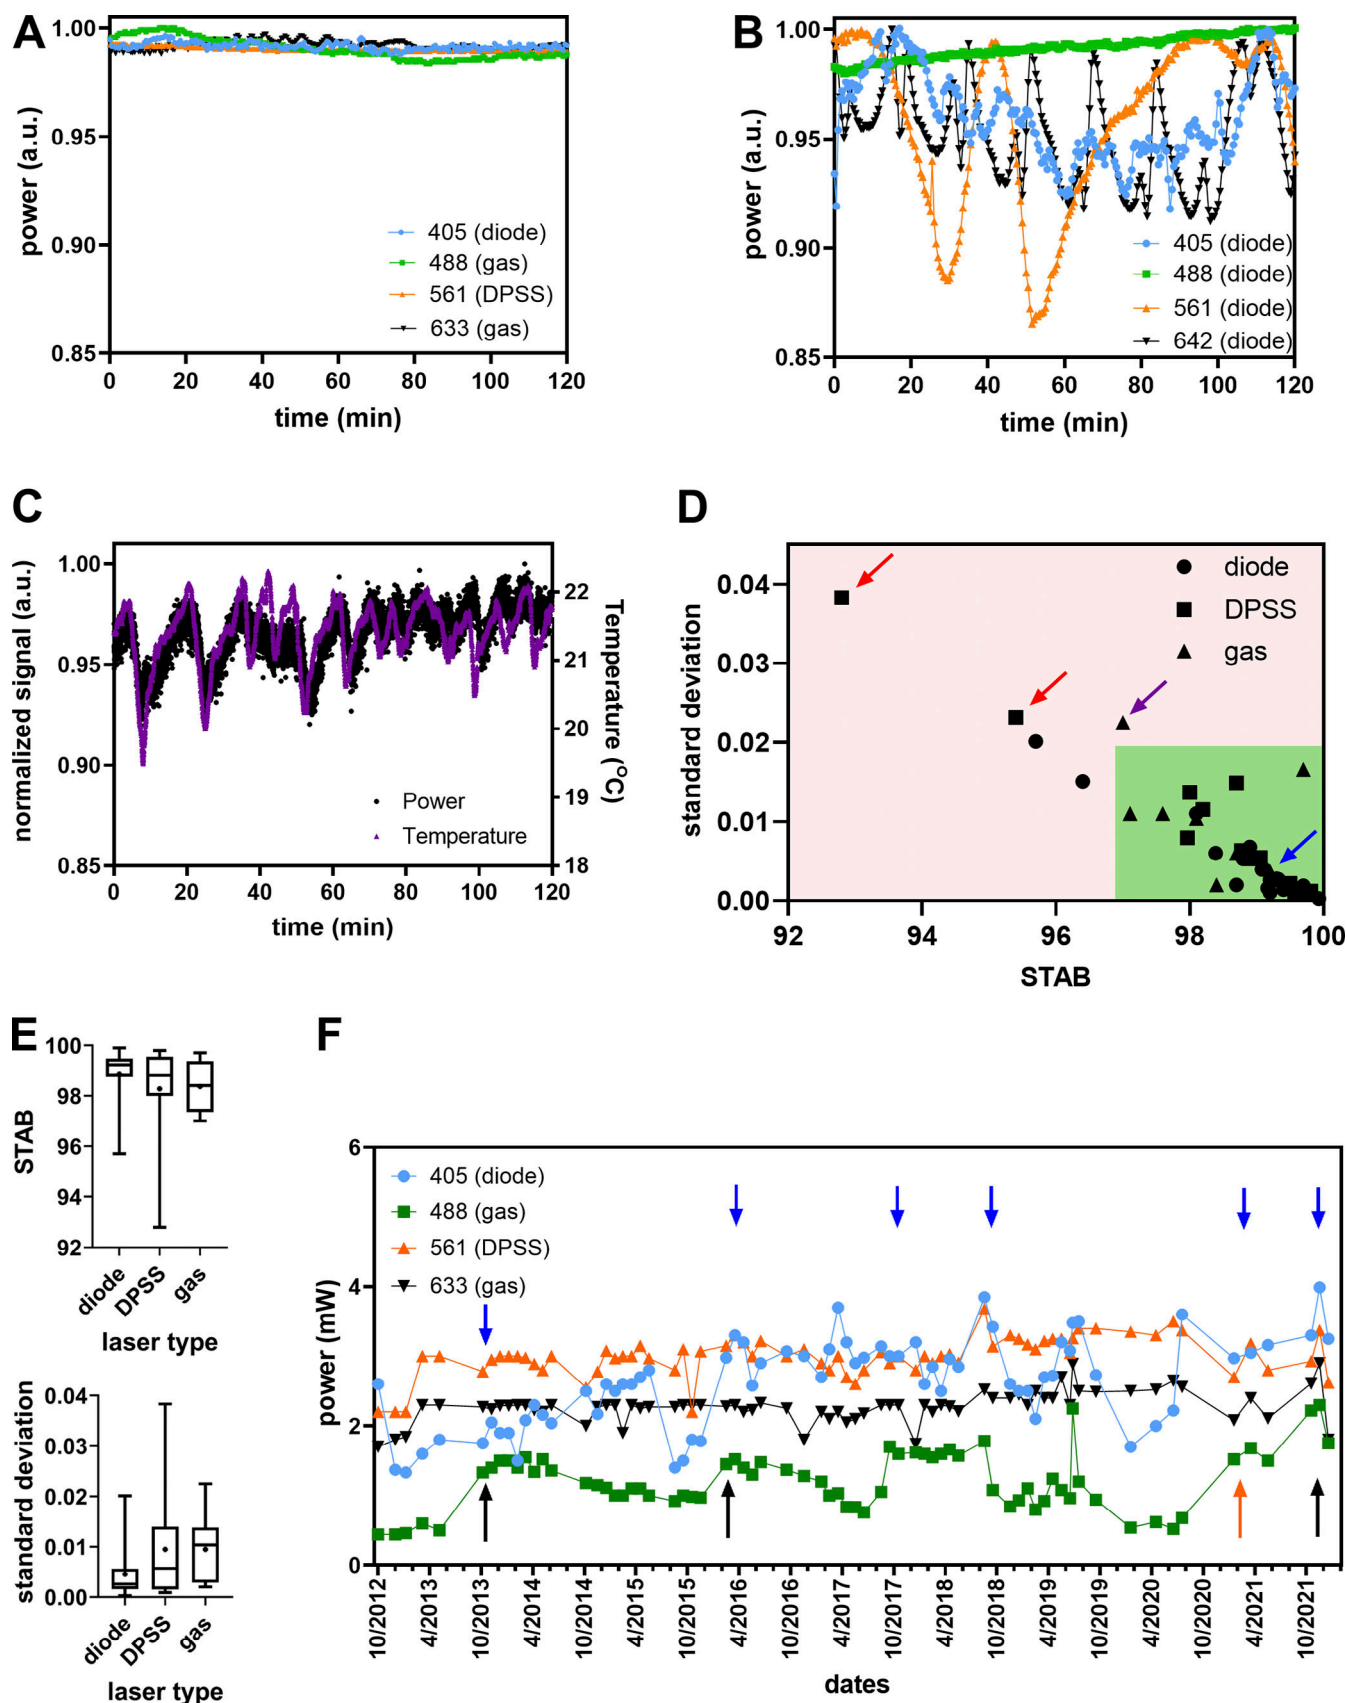 A
1.00
0.95
0.90
0.85
power (a.u.)
405 (diode)
488 (gas)
561 (DPSS)
633 (gas)
0 20 40 60 80 100 120
time (min)
B
1.00
0.95
0.90
0.85
power (a.u.)
405 (diode)
488 (diode)
561 (diode)
642 (diode)
0 20 40 60 80 100 120
time (min)
C
1.00
0.95
0.90
0.85
normalized signal (a.u.)
22
21
20
19
18
Temperature (°C)
Power
Temperature
0 20 40 60 80 100 120
time (min)
D
0.04
0.03
0.02
0.01
0.00
standard deviation
diode
DPSS
gas
92 94 96 98 100
STAB
E
100
98
96
94
92
STAB
diode DPSS gas
laser type
0.04
0.03
0.02
0.01
0.00
standard deviation
diode DPSS gas
laser type
F
6
4
2
0
power (mW)
405 (diode)
488 (gas)
561 (DPSS)
633 (gas)
10/2012 4/2013 10/2013 4/2014 10/2014 4/2015 10/2015 4/2016 10/2016 4/2017 10/2017 4/2018 10/2018 4/2019 10/2019 4/2020 10/2020 4/2021 10/2021
dates